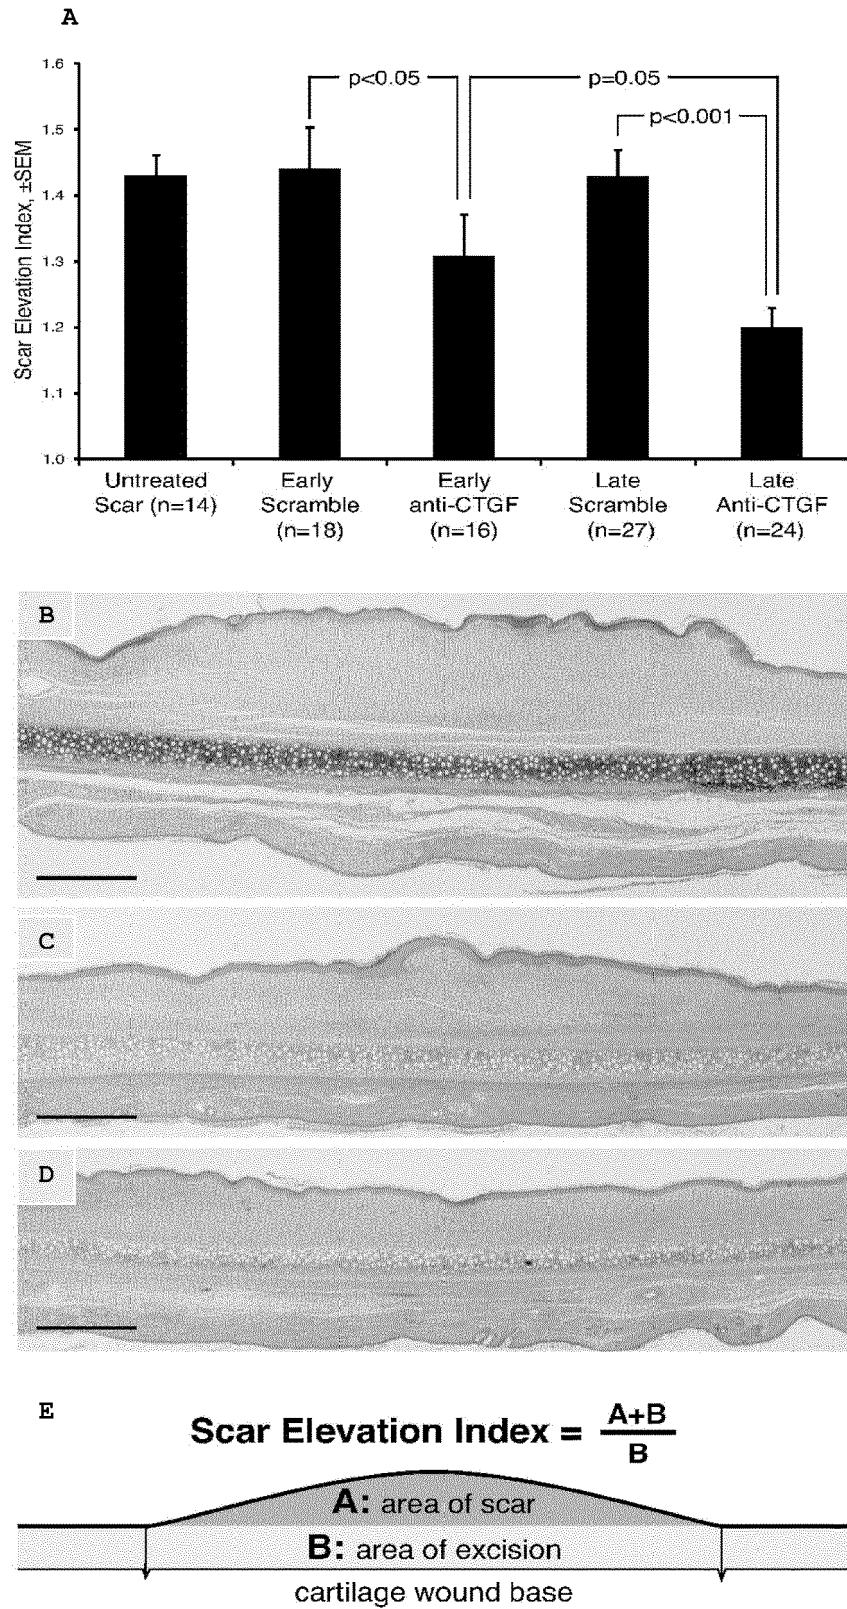 A
1.6
1.5
1.4
1.3
1.2
1.1
1.0
Scar Elevation Index, ±SEM
p<0.05
p=0.05
p<0.001
Untreated Scar (n=14)
Early Scramble (n=18)
Early anti-CTGF (n=16)
Late Scramble (n=27)
Late Anti-CTGF (n=24)
B
C
D
E
Scar Elevation Index = A+B
B
A: area of scar
B: area of excision
cartilage wound base